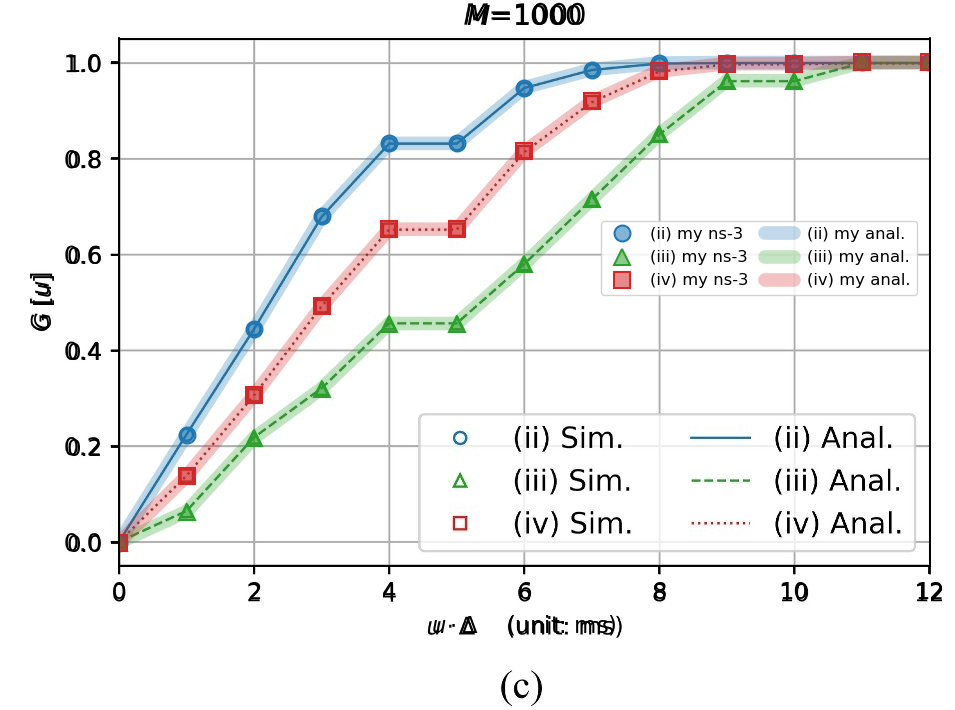 M=1000
1.0
0.8
0.6
0.4
0.2
0.0
G [u]
(ii) my ns-3 (ii) my anal.
(iii) my ns-3 (iii) my anal.
(iv) my ns-3 (iv) my anal.
(ii) Sim. (ii) Anal.
(iii) Sim. (iii) Anal.
(iv) Sim. (iv) Anal.
0 2 4 6 8 10 12
u · Δ (unit: ms)
(c)